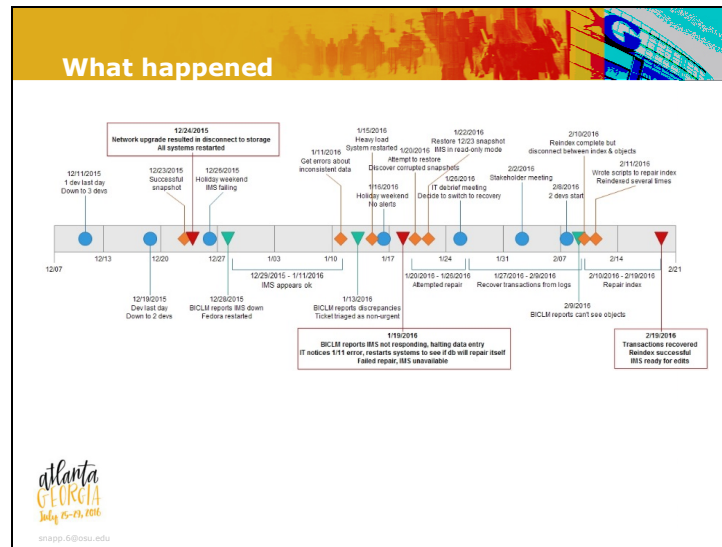 What happened
12/24/2015
Network upgrade resulted in disconnect to storage
All systems restarted
12/11/2015
1 dev last day
Down to 3 devs
12/23/2015
Successful
snapshot
12/26/2015
Holiday weekend
IMS failing
1/11/2016
Get errors about
inconsistent data
1/15/2016
Heavy load
System restarted
1/16/2016
Holiday weekend
No alerts
1/20/2016
Attempt to restore
Discover corrupted snapshots
1/22/2016
Restore 12/23 snapshot
IMS in read-only mode
1/26/2016
IT debrief meeting
Decide to switch to recovery
2/2/2016
Stakeholder meeting
2/8/2016
2 devs start
2/10/2016
Reindex complete but
disconnect between index & objects
2/11/2016
Wrote scripts to repair index
Reindexed several times
12/07
12/13
12/20
12/27
1/03
1/10
1/17
1/24
1/31
2/07
2/14
2/21
12/19/2015
Dev last day
Down to 2 devs
12/28/2015
BICLM reports IMS down
Fedora restarted
12/29/2015 - 1/11/2016
IMS appears ok
1/13/2016
BICLM reports discrepancies
Ticket triaged as non-urgent
1/19/2016
BICLM reports IMS not responding, halting data entry
IT notices 1/11 error, restarts systems to see if db will repair itself
Failed repair, IMS unavailable
1/20/2016 - 1/26/2016
Attempted repair
1/27/2016 - 2/9/2016
Recover transactions from logs
2/9/2016
BICLM reports can't see objects
2/10/2016 - 2/19/2016
Repair index
2/19/2016
Transactions recovered
Reindex successful
IMS ready for edits
atlanta
GEORGIA
July 25-29, 2016
snapp.6@osu.edu